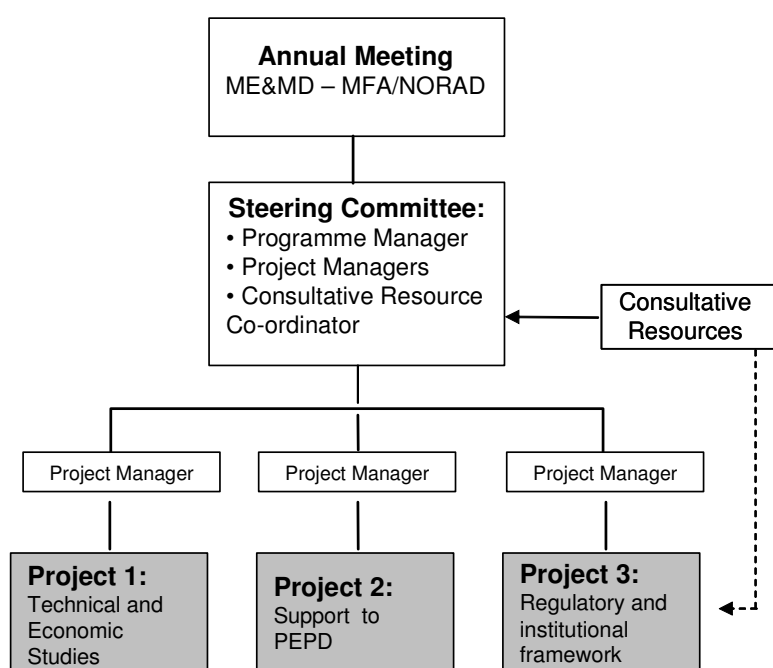 Annual Meeting
ME&MD – MFA/NORAD
Steering Committee:
• Programme Manager
• Project Managers
• Consultative Resource
Co-ordinator
Consultative
Resources
Project Manager
Project Manager
Project Manager
Project 1:
Technical and
Economic
Studies
Project 2:
Support to
PEPD
Project 3:
Regulatory and
institutional
framework